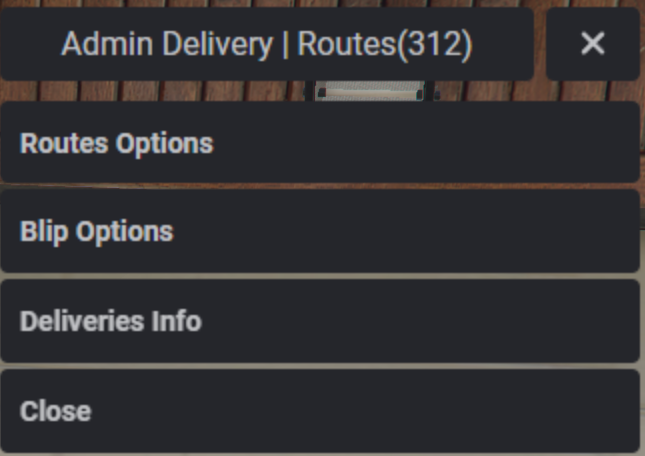 Admin Delivery | Routes(312)
Routes Options
Blip Options
Deliveries Info
Close